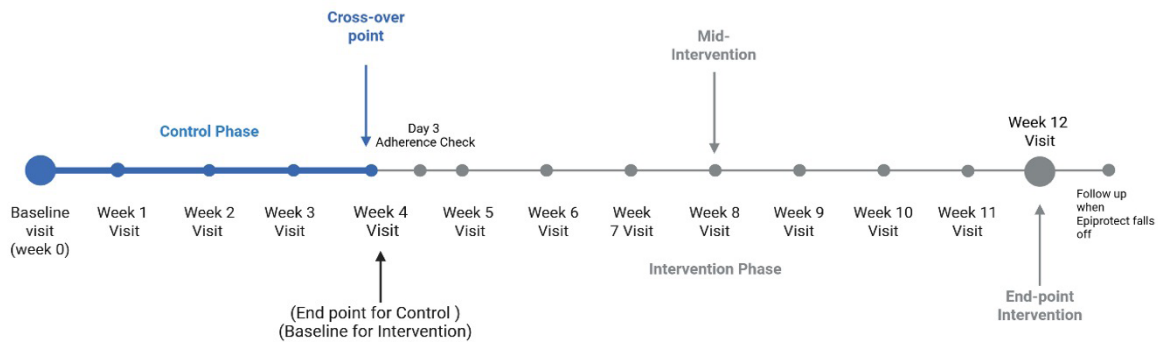 Cross-over
point
Mid-
Intervention
Control Phase
Day 3
Adherence Check
Week 12
Visit
Baseline
visit
(week 0)
Week 1
Visit
Week 2
Visit
Week 3
Visit
Week 4
Visit
Week 5
Visit
Week 6
Visit
Week
7 Visit
Week 8
Visit
Week 9
Visit
Week 10
Visit
Week 11
Visit
Follow up
when
Epiprotect falls
off
Intervention Phase
(End point for Control )
(Baseline for Intervention)
End-point
Intervention